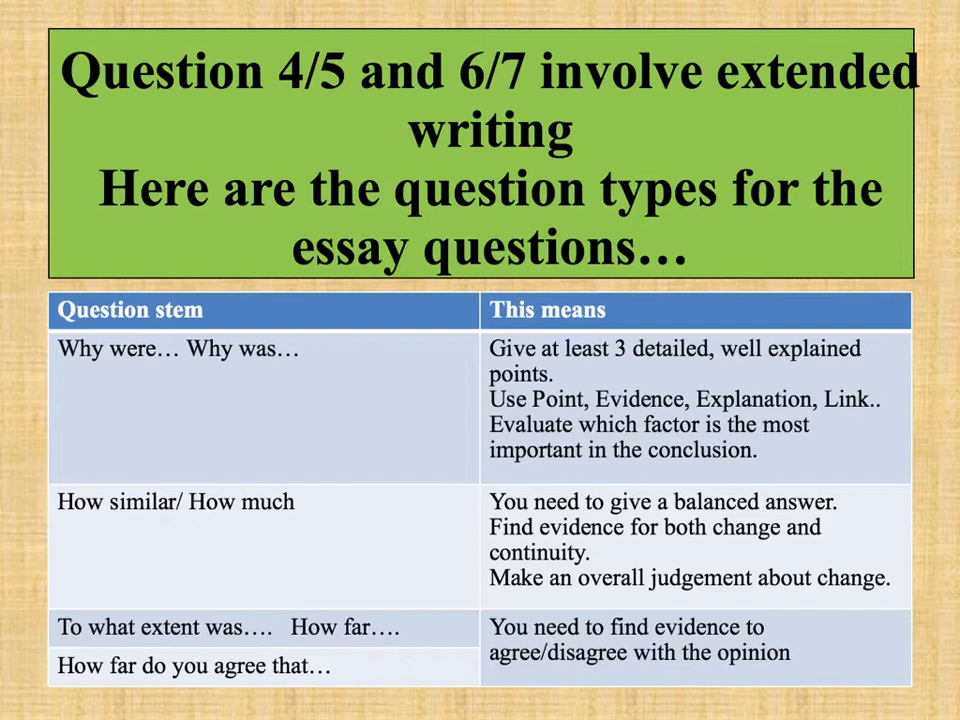 Question 4/5 and 6/7 involve extended
writing
Here are the question types for the
essay questions…
Question stem
This means
Why were… Why was…
Give at least 3 detailed, well explained
points.
Use Point, Evidence, Explanation, Link..
Evaluate which factor is the most
important in the conclusion.
How similar/ How much
You need to give a balanced answer.
Find evidence for both change and
continuity.
Make an overall judgement about change.
To what extent was…. How far….
How far do you agree that…
You need to find evidence to
agree/disagree with the opinion